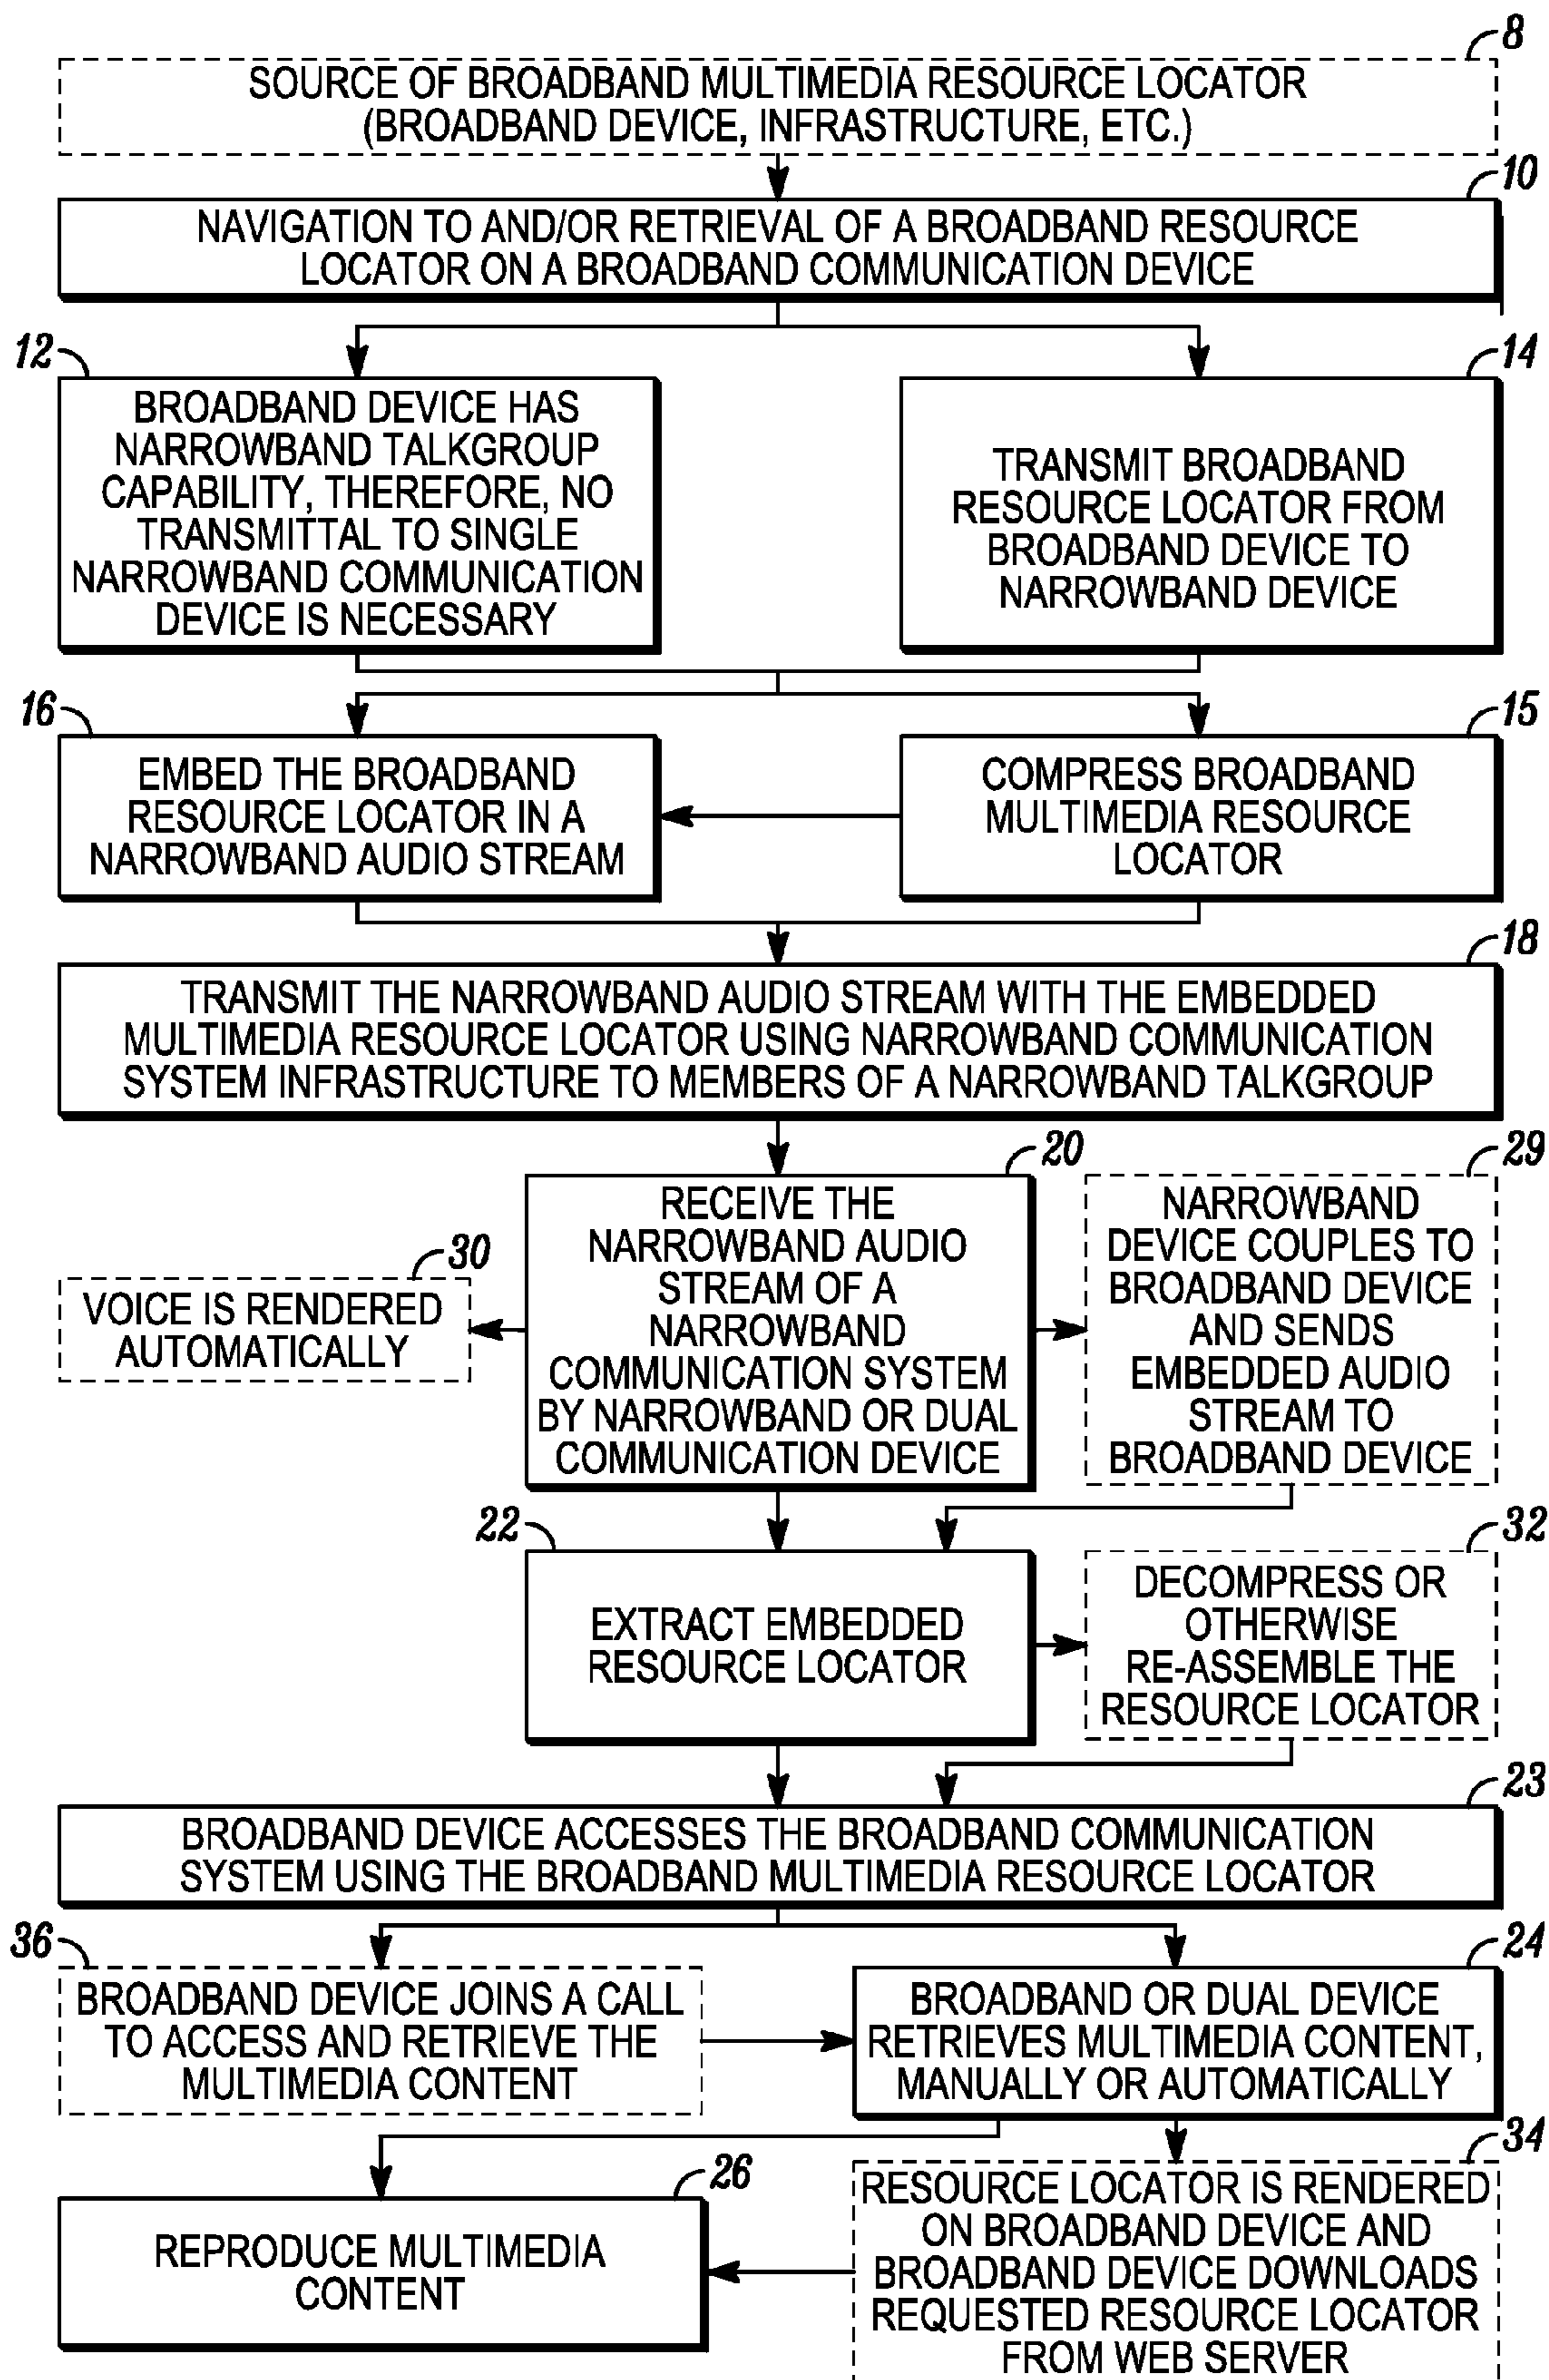 8
SOURCE OF BROADBAND MULTIMEDIA RESOURCE LOCATOR
(BROADBAND DEVICE, INFRASTRUCTURE, ETC.)
10
NAVIGATION TO AND/OR RETRIEVAL OF A BROADBAND RESOURCE
LOCATOR ON A BROADBAND COMMUNICATION DEVICE
12
BROADBAND DEVICE HAS
NARROWBAND TALKGROUP
CAPABILITY, THEREFORE, NO
TRANSMITTAL TO SINGLE
NARROWBAND COMMUNICATION
DEVICE IS NECESSARY
14
TRANSMIT BROADBAND
RESOURCE LOCATOR FROM
BROADBAND DEVICE TO
NARROWBAND DEVICE
16
EMBED THE BROADBAND
RESOURCE LOCATOR IN A
NARROWBAND AUDIO STREAM
15
COMPRESS BROADBAND
MULTIMEDIA RESOURCE
LOCATOR
18
TRANSMIT THE NARROWBAND AUDIO STREAM WITH THE EMBEDDED
MULTIMEDIA RESOURCE LOCATOR USING NARROWBAND COMMUNICATION
SYSTEM INFRASTRUCTURE TO MEMBERS OF A NARROWBAND TALKGROUP
30
VOICE IS RENDERED
AUTOMATICALLY
20
RECEIVE THE
NARROWBAND AUDIO
STREAM OF A
NARROWBAND
COMMUNICATION SYSTEM
BY NARROWBAND OR DUAL
COMMUNICATION DEVICE
29
NARROWBAND
DEVICE COUPLES TO
BROADBAND DEVICE
AND SENDS
EMBEDDED AUDIO
STREAM TO
BROADBAND DEVICE
22
EXTRACT EMBEDDED
RESOURCE LOCATOR
32
DECOMPRESS OR
OTHERWISE
RE-ASSEMBLE THE
RESOURCE LOCATOR
23
BROADBAND DEVICE ACCESSES THE BROADBAND COMMUNICATION
SYSTEM USING THE BROADBAND MULTIMEDIA RESOURCE LOCATOR
36
BROADBAND DEVICE JOINS A CALL
TO ACCESS AND RETRIEVE THE
MULTIMEDIA CONTENT
24
BROADBAND OR DUAL DEVICE
RETRIEVES MULTIMEDIA CONTENT,
MANUALLY OR AUTOMATICALLY
26
REPRODUCE MULTIMEDIA
CONTENT
34
RESOURCE LOCATOR IS RENDERED
ON BROADBAND DEVICE AND
BROADBAND DEVICE DOWNLOADS
REQUESTED RESOURCE LOCATOR
FROM WEB SERVER